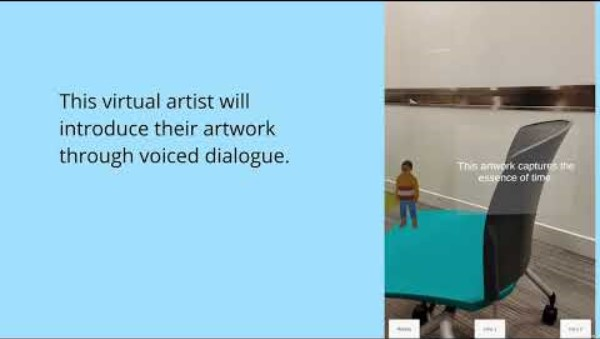 This virtual artist will
introduce their artwork
through voiced dialogue.
This artwork captures the
essence of time